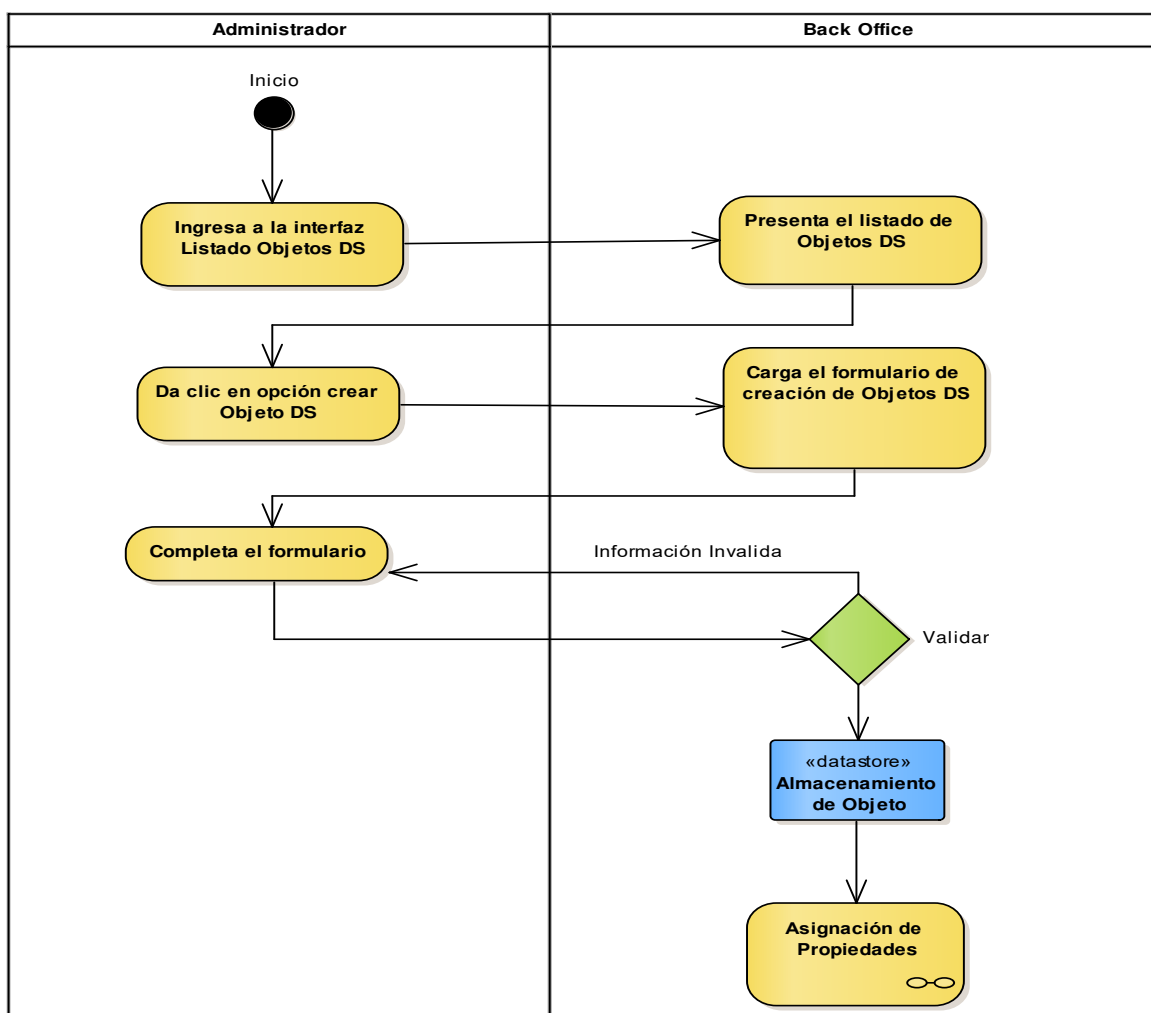 Administrador
Back Office
Inicio
Ingresa a la interfaz
Listado Objetos DS
Presenta el listado de
Objetos DS
Da clic en opción crear
Objeto DS
Carga el formulario de
creación de Objetos DS
Completa el formulario
Información Invalida
Validar
«datastore»
Almacenamiento
de Objeto
Asignación de
Propiedades